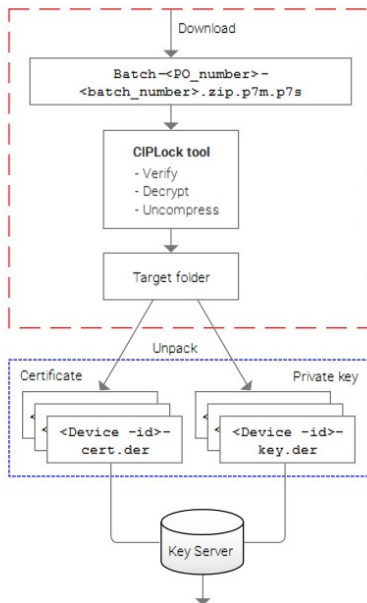 Download
Batch-<PO_number>-
<batch_number>.zip.p7m.p7s
CIPLock tool
- Verify
- Decrypt
- Uncompress
Target folder
Unpack
Certificate
Private key
<Device -id>-
cert.der
<Device -id>-
key.der
Key Server